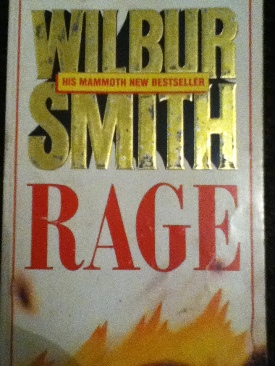 WILBUR
HIS MAMMOTH NEW BESTSELLER
SMITH
RAGE